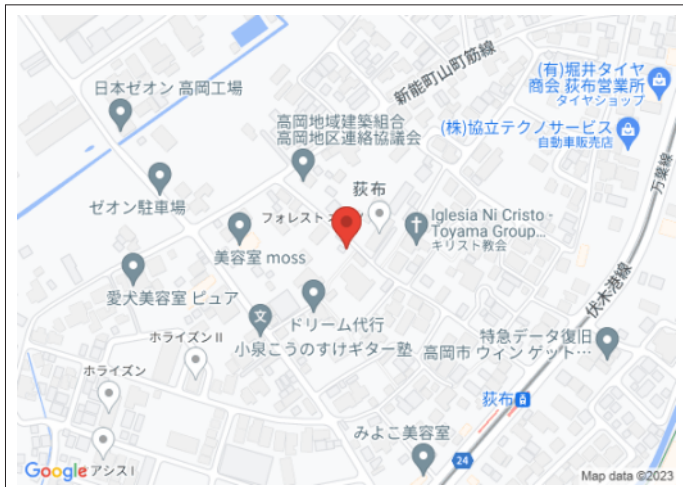 新能町山町筋線
(有)堀井タイヤ
商会 荻布営業所
タイヤショップ
日本ゼオン 高岡工場
(株)協立テクノサービス
自動車販売店
高岡地域建築組合
高岡地区連絡協議会
万葉線
荻布
ゼオン駐車場
フォレスト
Iglesia Ni Cristo -
Toyama Group...
キリスト教会
美容室 moss
愛犬美容室 ピュア
伏木港線
ドリーム代行
小泉こうのすけギター塾
特急データ復旧
高岡市 ウィン ゲット…
ホライズン II
ホライズン
荻布
みよこ美容室
24
アシス I
Google
Map data ©2023